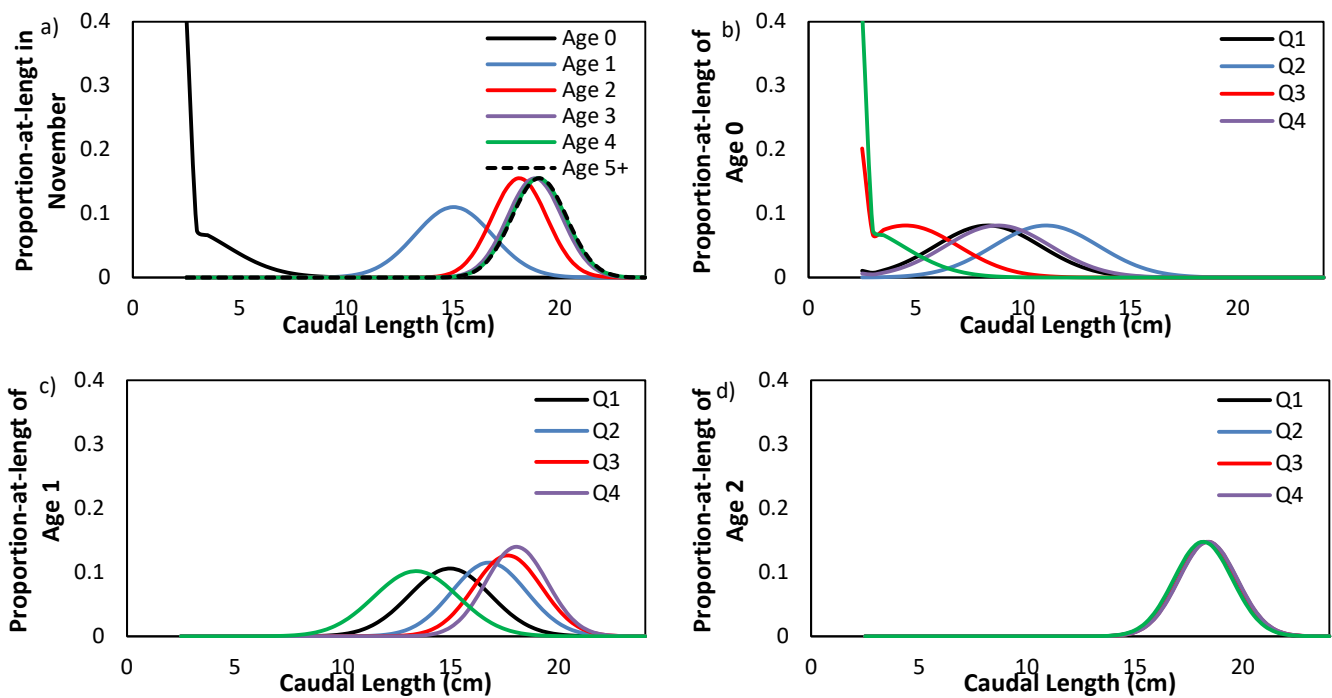 a)
Proportion-at-lengt in
November
0.4
0.3
0.2
0.1
0
0
5
10
15
20
Caudal Length (cm)
Age 0
Age 1
Age 2
Age 3
Age 4
Age 5+
b)
Proportion-at-lengt of
Age 0
0.4
0.3
0.2
0.1
0
0
5
10
15
20
Caudal Length (cm)
Q1
Q2
Q3
Q4
c)
Proportion-at-lengt of
Age 1
0.4
0.3
0.2
0.1
0
0
5
10
15
20
Caudal Length (cm)
Q1
Q2
Q3
Q4
d)
Proportion-at-lengt of
Age 2
0.4
0.3
0.2
0.1
0
0
5
10
15
20
Caudal Length (cm)
Q1
Q2
Q3
Q4